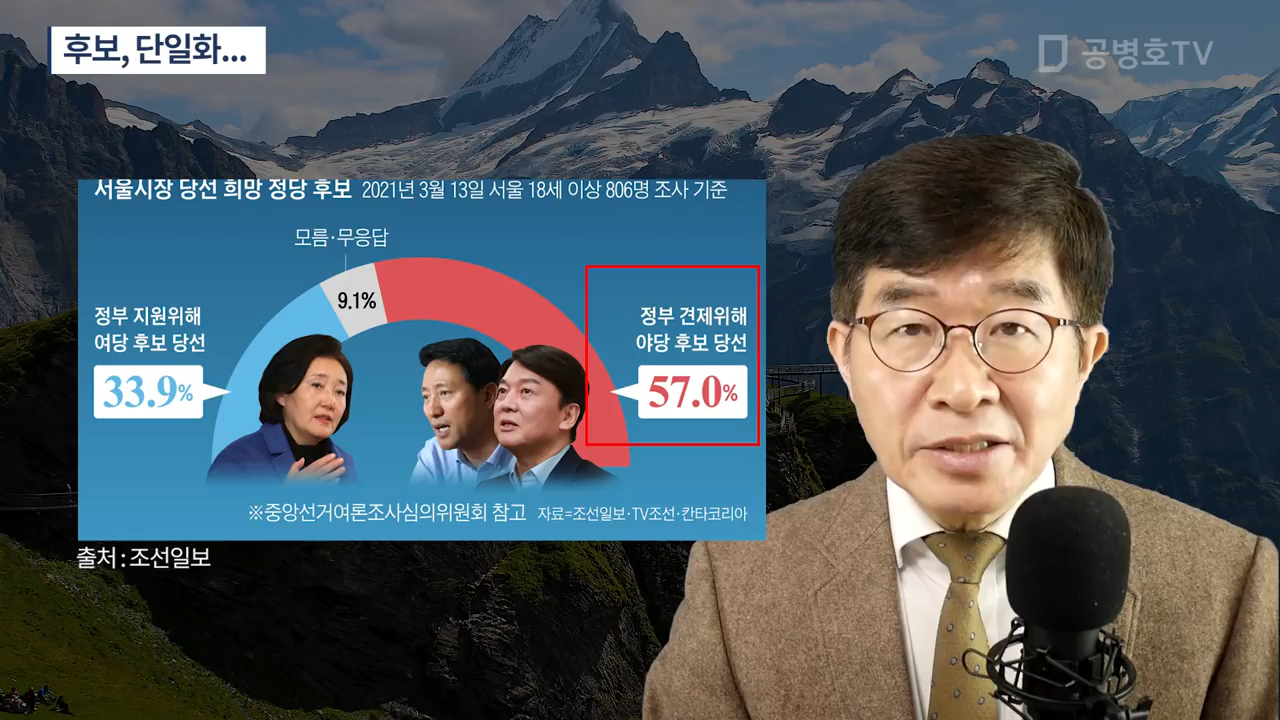 후보, 단일화...
공병호TV
서울시장 당선 희망 정당 후보 2021년 3월 13일 서울 18세 이상 806명 조사 기준
모름·무응답
9.1%
정부 지원위해
여당 후보 당선
33.9%
정부 견제위해
야당 후보 당선
57.0%
※중앙선거여론조사심의위원회 참고 자료=조선일보·TV조선·칸타코리아
출처 : 조선일보